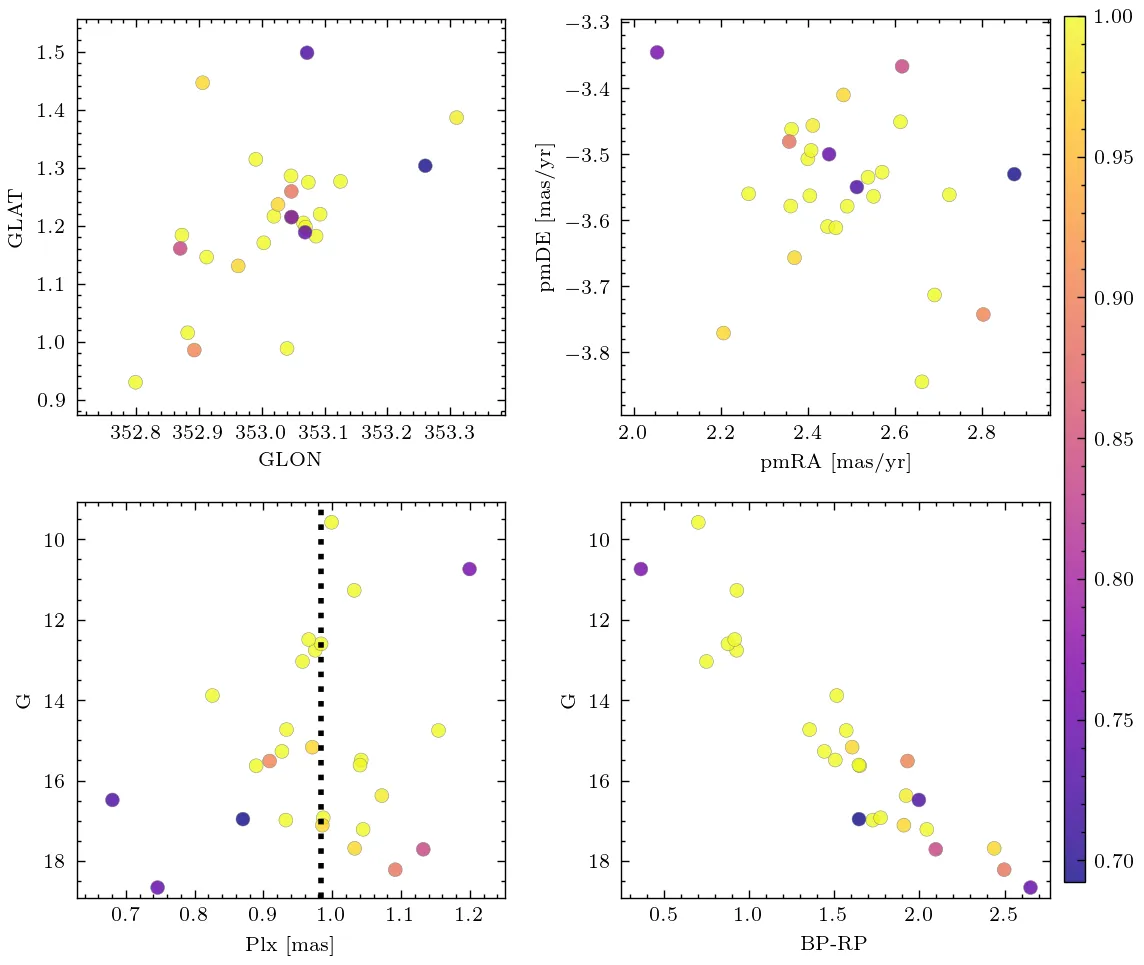 1.5
1.4
1.3
1.2
1.1
1.0
0.9
GLAT
352.8 352.9 353.0 353.1 353.2 353.3
GLON
−3.3
−3.4
−3.5
−3.6
−3.7
−3.8
pmDE [mas/yr]
2.0 2.2 2.4 2.6 2.8
pmRA [mas/yr]
10
12
14
16
18
G
0.7 0.8 0.9 1.0 1.1 1.2
Plx [mas]
10
12
14
16
18
G
0.5 1.0 1.5 2.0 2.5
BP-RP
1.00
0.95
0.90
0.85
0.80
0.75
0.70